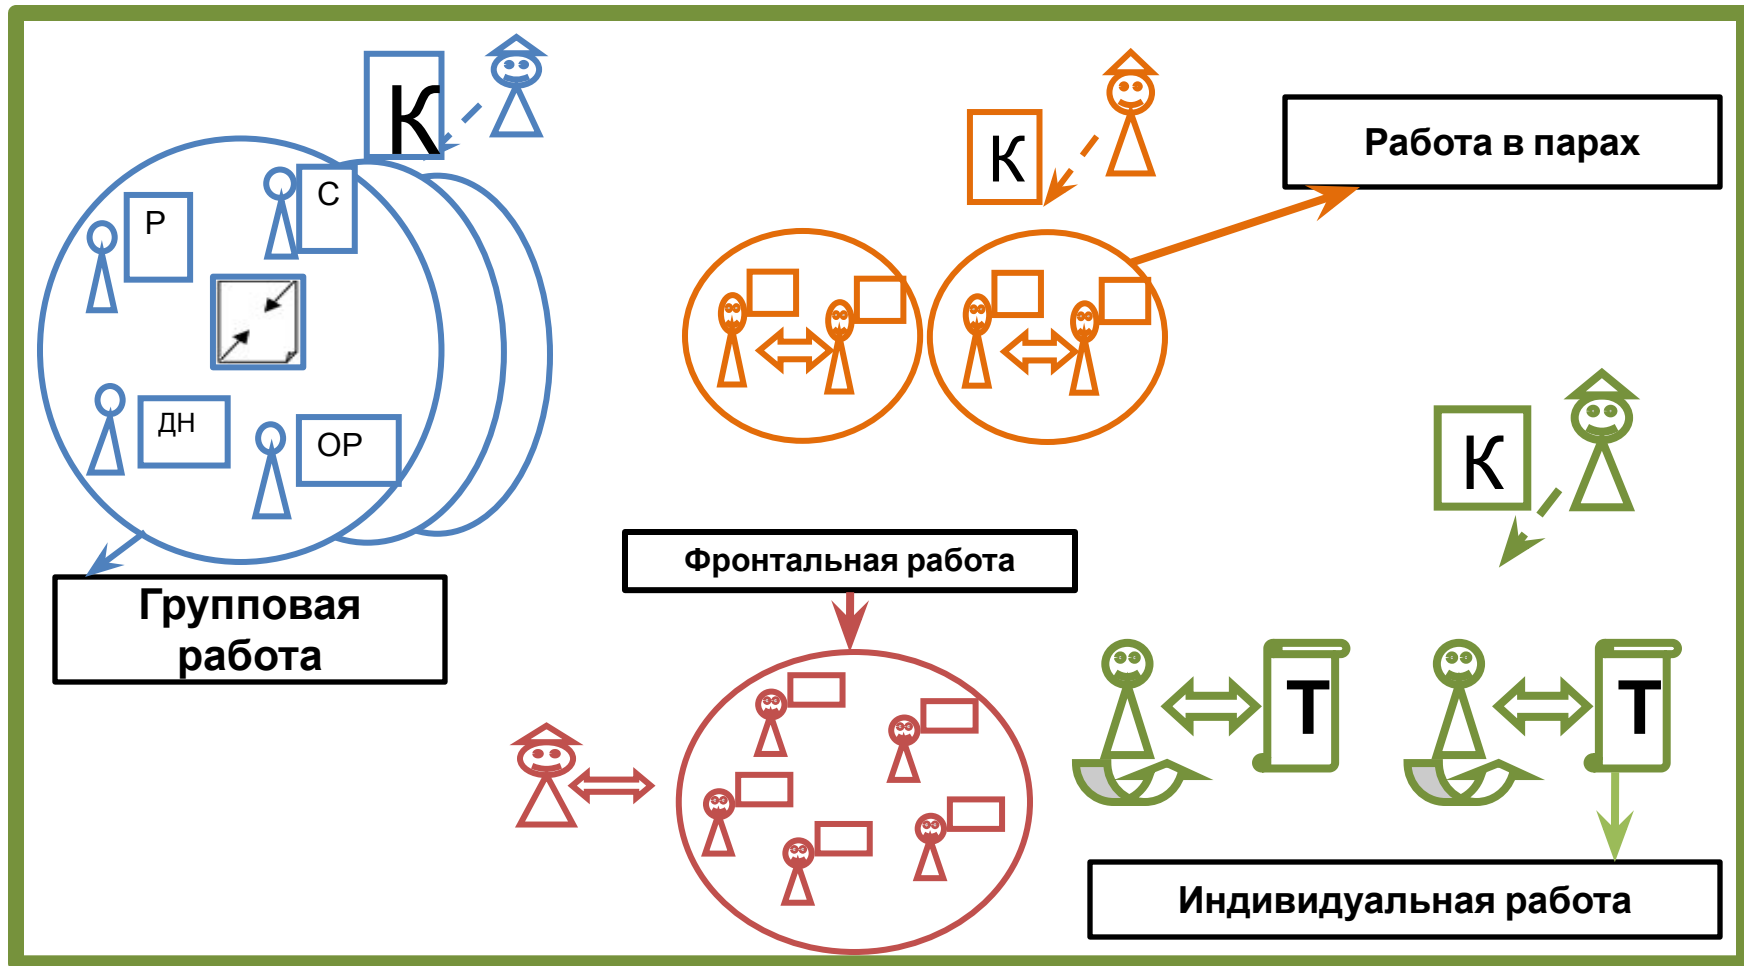 К
С
Р
ДН
ОР
Групповая
работа
К
Работа в парах
Фронтальная работа
К
Т
Т
Индивидуальная работа